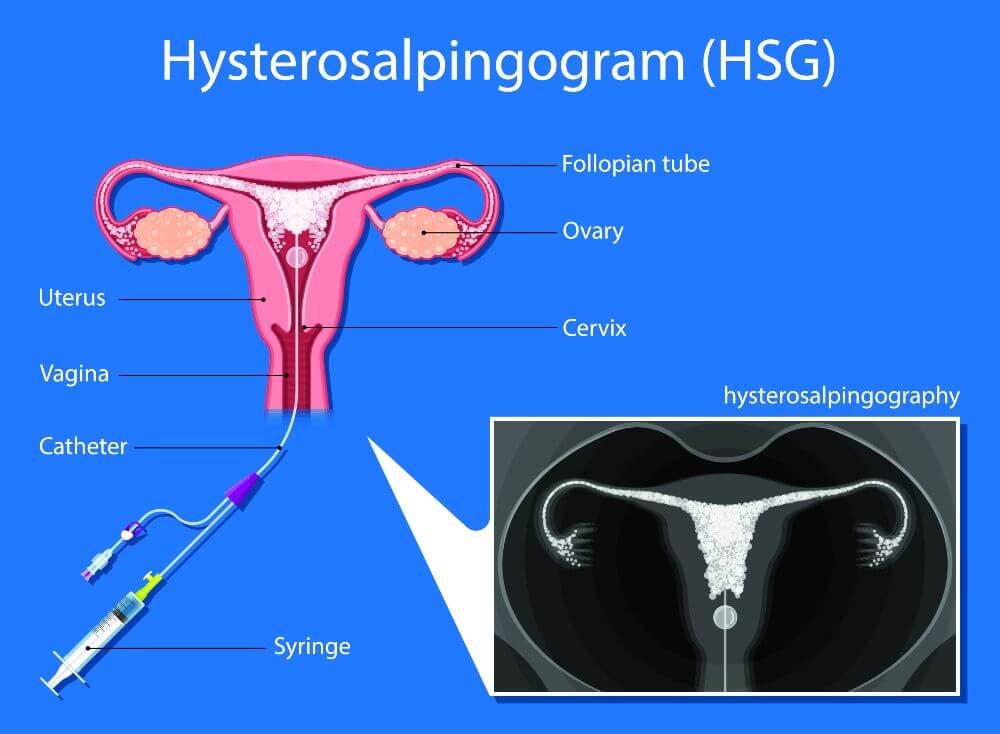 Hysterosalpingogram (HSG)
Follopian tube
Ovary
Uterus
Cervix
Vagina
hysterosalpingography
Catheter
Syringe